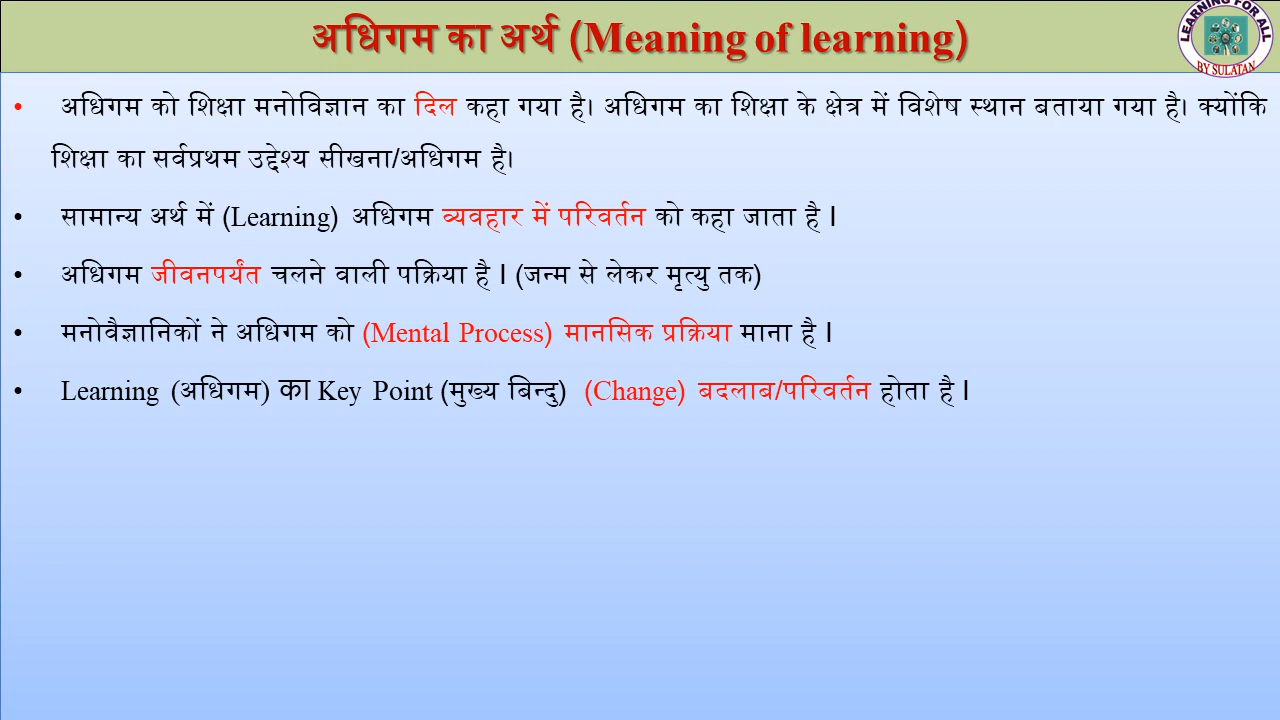 अधिगम का अर्थ (Meaning of learning)
LEARNING FOR ALL
BY SULATAN
• अधिगम को शिक्षा मनोविज्ञान का दिल कहा गया है। अधिगम का शिक्षा के क्षेत्र में विशेष स्थान बताया गया है। क्योंकि
शिक्षा का सर्वप्रथम उद्देश्य सीखना/अधिगम है।
• सामान्य अर्थ में (Learning) अधिगम व्यवहार में परिवर्तन को कहा जाता है l
• अधिगम जीवनपर्यंत चलने वाली पक्रिया है l (जन्म से लेकर मृत्यु तक)
• मनोवैज्ञानिकों ने अधिगम को (Mental Process) मानसिक प्रक्रिया माना है l
• Learning (अधिगम) का Key Point (मुख्य बिन्दु) (Change) बदलाब/परिवर्तन होता है l